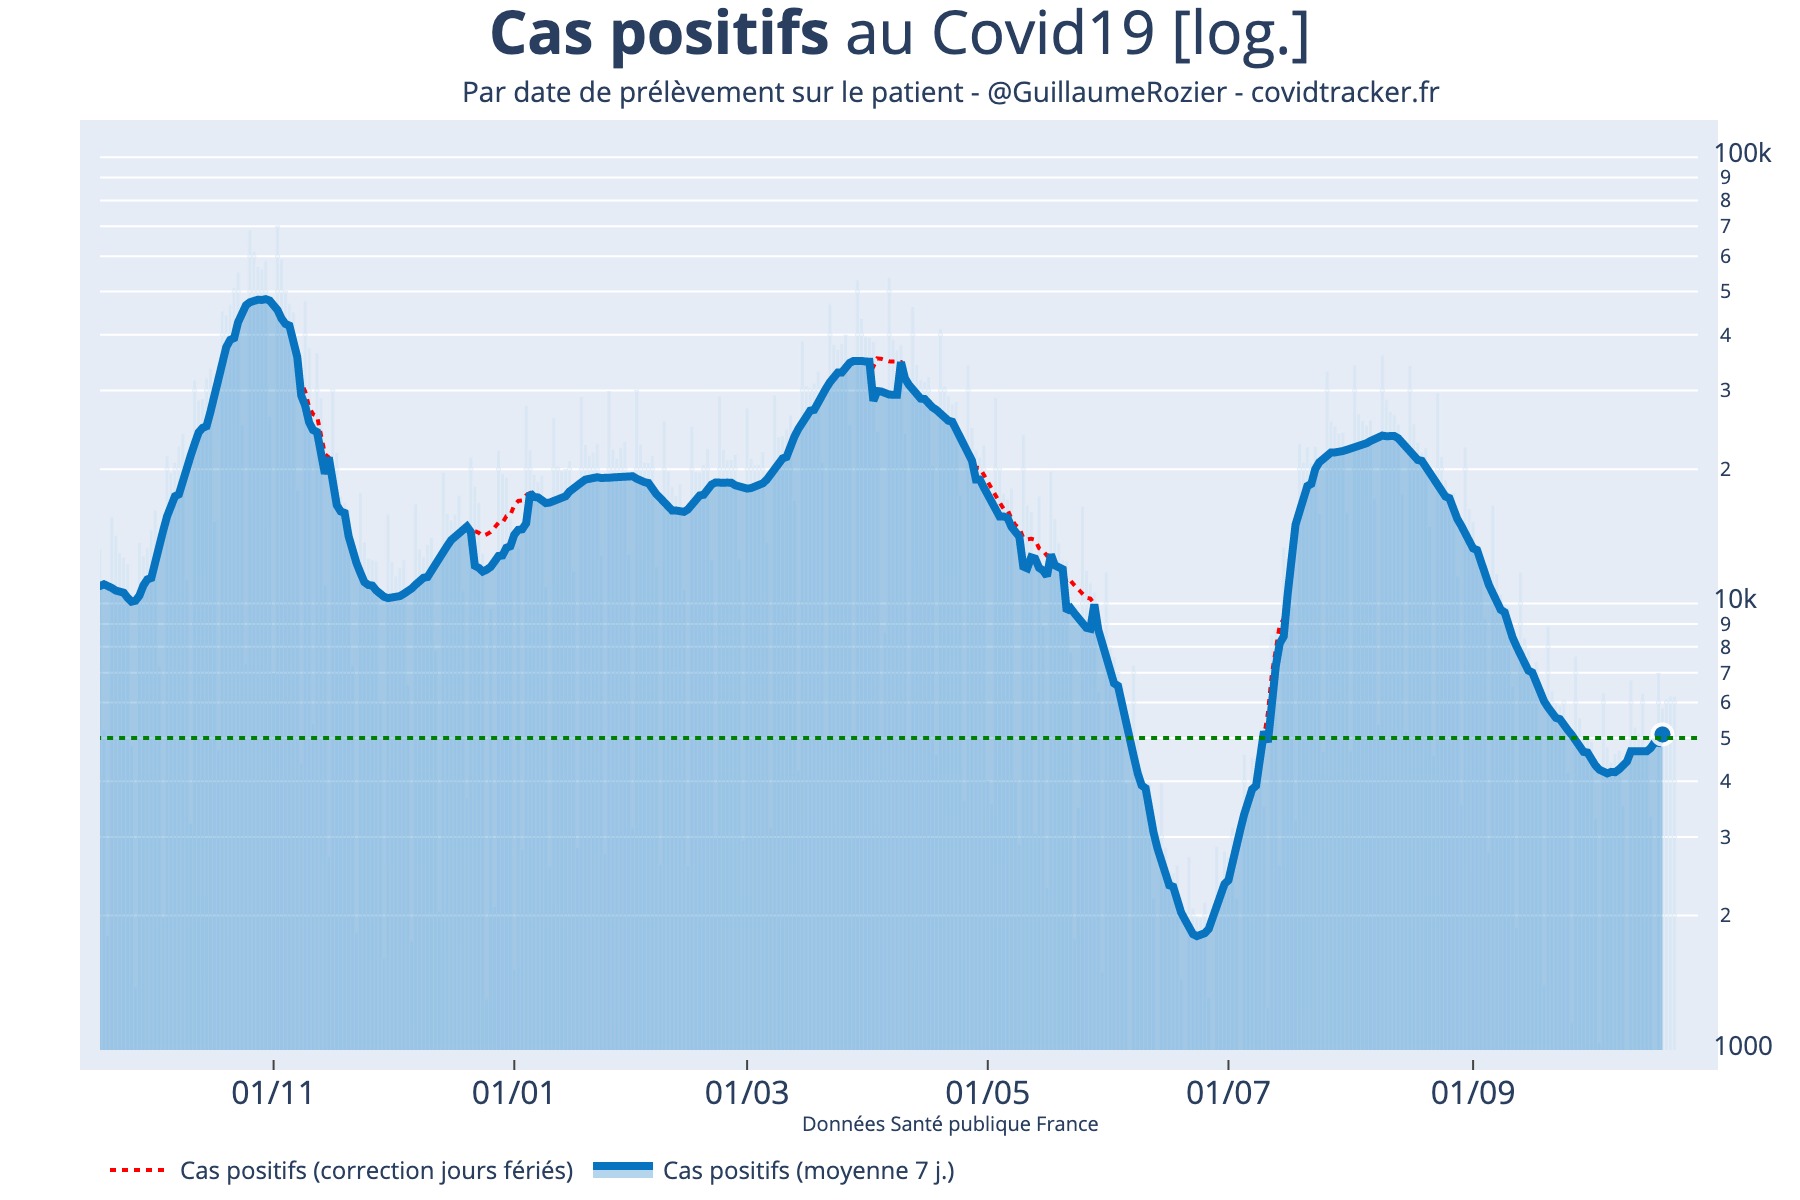 Cas positifs au Covid19 [log.]
Par date de prélèvement sur le patient - @GuillaumeRozier - covidtracker.fr
100k
9
8
7
6
5
4
3
2
10k
9
8
7
6
5
4
3
2
1000
01/11 01/01 01/03 01/05 01/07 01/09
Données Santé publique France
Cas positifs (correction jours fériés) Cas positifs (moyenne 7 j.)